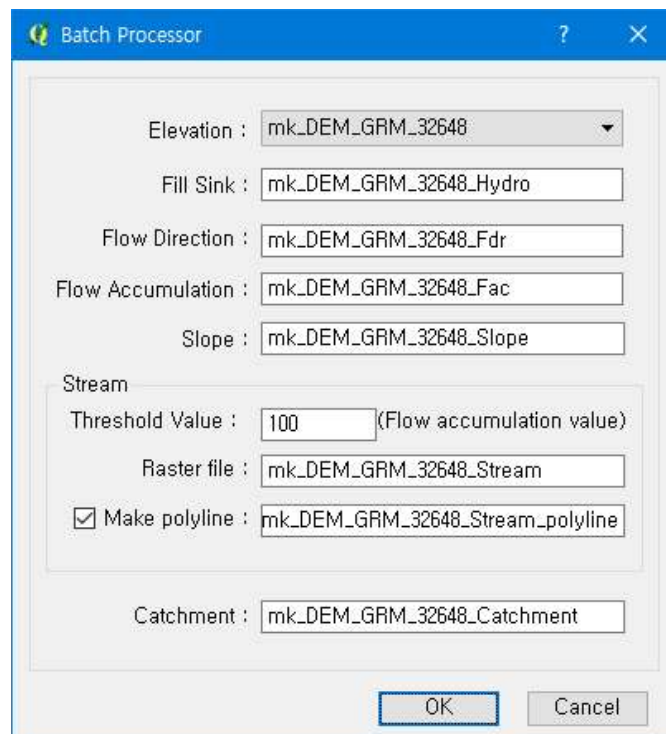 Batch Processor ? ×
Elevation : mk_DEM_GRM_32648
Fill Sink : mk_DEM_GRM_32648_Hydro
Flow Direction : mk_DEM_GRM_32648_Fdr
Flow Accumulation : mk_DEM_GRM_32648_Fac
Slope : mk_DEM_GRM_32648_Slope
Stream
Threshold Value : 100 (Flow accumulation value)
Raster file : mk_DEM_GRM_32648_Stream
Make polyline : mk_DEM_GRM_32648_Stream_polyline
Catchment : mk_DEM_GRM_32648_Catchment
OK Cancel